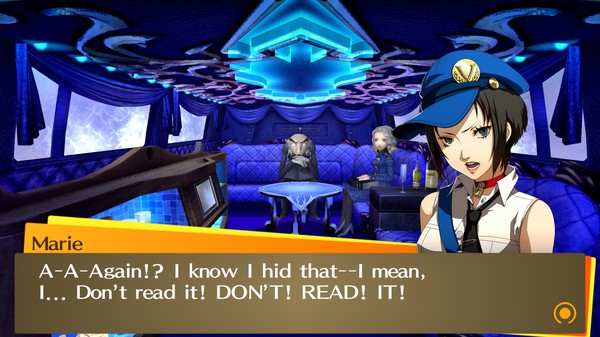 Marie
A-A-Again!? I know I hid that--I mean,
I... Don't read it! DON'T! READ! IT!